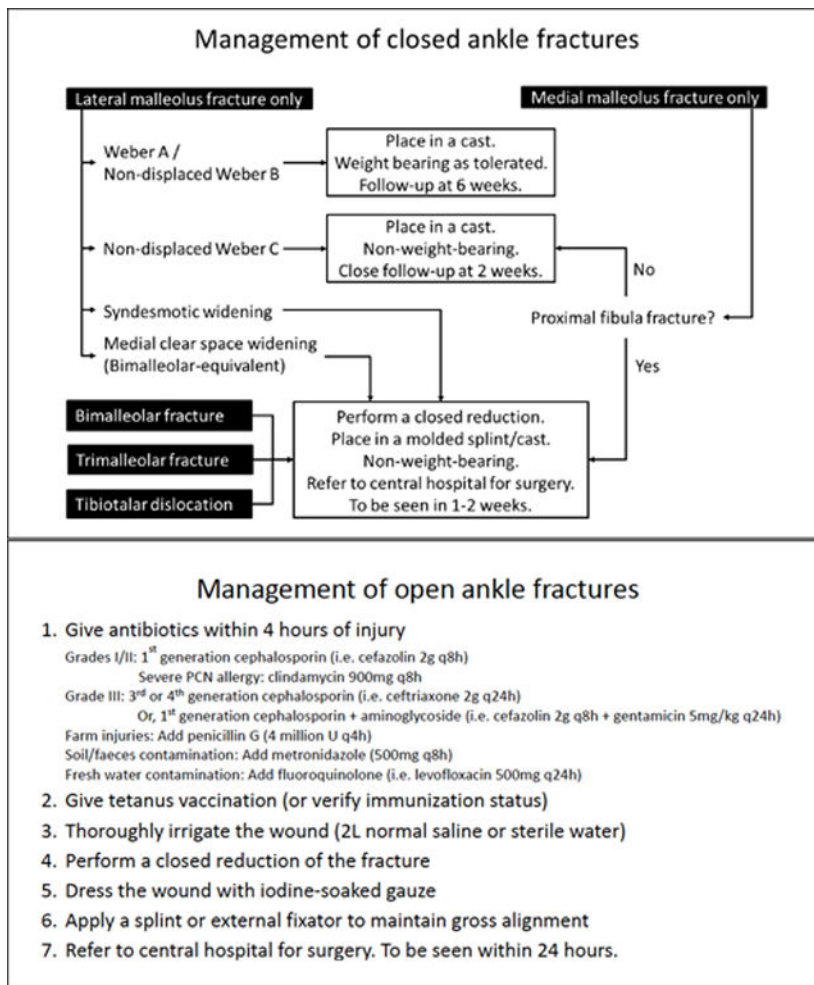 Management of closed ankle fractures
Lateral malleolus fracture only
Medial malleolus fracture only
Weber A /
Non-displaced Weber B
Place in a cast.
Weight bearing as tolerated.
Follow-up at 6 weeks.
Non-displaced Weber C
Place in a cast.
Non-weight-bearing.
Close follow-up at 2 weeks.
No
Syndesmotic widening
Proximal fibula fracture?
Medial clear space widening
(Bimalleolar-equivalent)
Yes
Bimalleolar fracture
Trimalleolar fracture
Tibiotalar dislocation
Perform a closed reduction.
Place in a molded splint/cast.
Non-weight-bearing.
Refer to central hospital for surgery.
To be seen in 1-2 weeks.
Management of open ankle fractures
1. Give antibiotics within 4 hours of injury
Grades I/II: 1st generation cephalosporin (i.e. cefazolin 2g q8h)
Severe PCN allergy: clindamycin 900mg q8h
Grade III: 3rd or 4th generation cephalosporin (i.e. ceftriaxone 2g q24h)
Or, 1st generation cephalosporin + aminoglycoside (i.e. cefazolin 2g q8h + gentamicin 5mg/kg q24h)
Farm injuries: Add penicillin G (4 million U q4h)
Soil/faeces contamination: Add metronidazole (500mg q8h)
Fresh water contamination: Add fluoroquinolone (i.e. levofloxacin 500mg q24h)
2. Give tetanus vaccination (or verify immunization status)
3. Thoroughly irrigate the wound (2L normal saline or sterile water)
4. Perform a closed reduction of the fracture
5. Dress the wound with iodine-soaked gauze
6. Apply a splint or external fixator to maintain gross alignment
7. Refer to central hospital for surgery. To be seen within 24 hours.